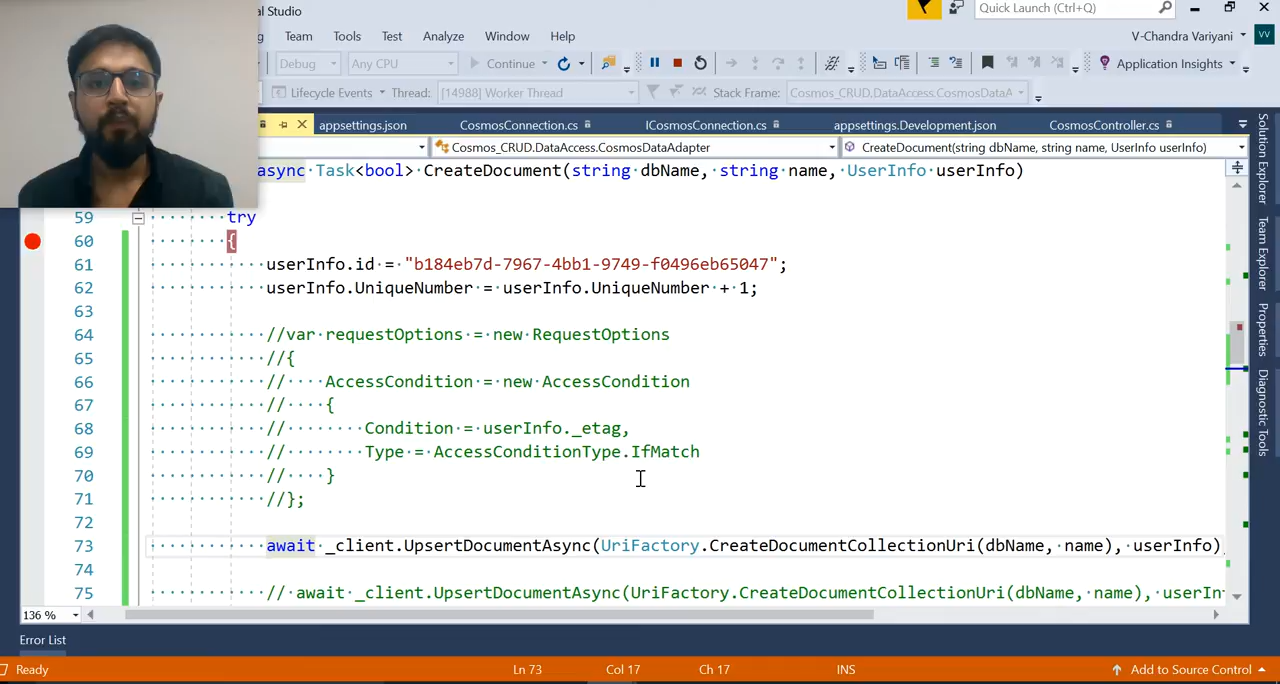 al Studio
Quick Launch (Ctrl+Q)
Team Tools Test Analyze Window Help
V-Chandra Variyani
VV
Debug Any CPU Continue Application Insights
Lifecycle Events Thread: [14988] Worker Thread Stack Frame: Cosmos_CRUD.DataAccess.CosmosDataA
appsettings.json CosmosConnection.cs ICosmosConnection.cs appsettings.Development.json CosmosController.cs
Cosmos_CRUD.DataAccess.CosmosDataAdapter CreateDocument(string dbName, string name, UserInfo userInfo)
async Task<bool> CreateDocument(string dbName, string name, UserInfo userInfo)
59 try
60 {
61 userInfo.id = "b184eb7d-7967-4bb1-9749-f0496eb65047";
62 userInfo.UniqueNumber = userInfo.UniqueNumber + 1;
63
64 //var requestOptions = new RequestOptions
65 //{
66 // AccessCondition = new AccessCondition
67 // {
68 // Condition = userInfo._etag,
69 // Type = AccessConditionType.IfMatch
70 // }
71 //};
72
73 await _client.UpsertDocumentAsync(UriFactory.CreateDocumentCollectionUri(dbName, name), userInfo)
74
75 // await _client.UpsertDocumentAsync(UriFactory.CreateDocumentCollectionUri(dbName, name), userIn
136 %
Solution Explorer
Team Explorer
Properties
Diagnostic Tools
Error List
Ready Ln 73 Col 17 Ch 17 INS Add to Source Control